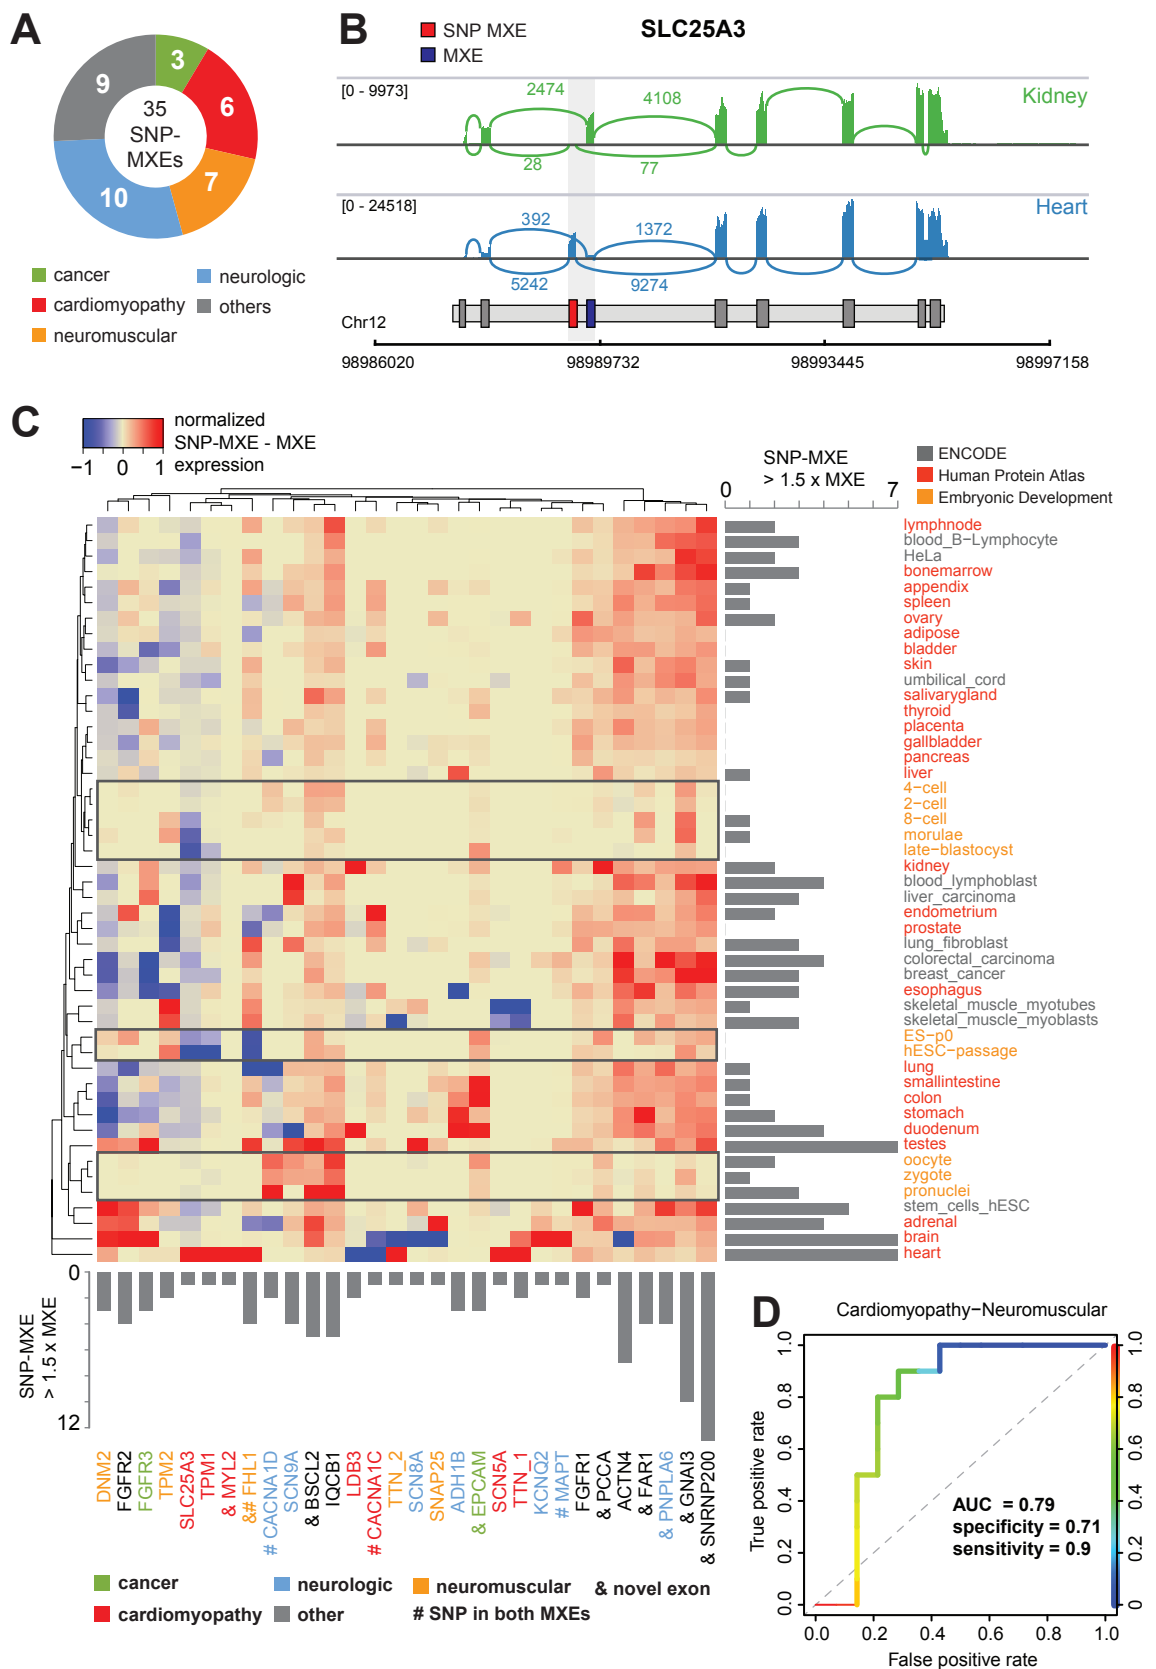 A
3
6
7
10
9
35
SNP-
MXEs
cancer
cardiomyopathy
neuromuscular
neurologic
others
B
SNP MXE
MXE
SLC25A3
[0 - 9973]
2474
4108
Kidney
28
77
[0 - 24518]
392
1372
Heart
5242
9274
Chr12
98986020
98989732
98993445
98997158
C
normalized
SNP-MXE - MXE
expression
−1 0 1
SNP-MXE
> 1.5 x MXE
0
7
ENCODE
Human Protein Atlas
Embryonic Development
lymphnode
blood_B−Lymphocyte
HeLa
bonemarrow
appendix
spleen
ovary
adipose
bladder
skin
umbilical_cord
salivarygland
thyroid
placenta
gallbladder
pancreas
liver
4−cell
2−cell
8−cell
morulae
late−blastocyst
kidney
blood_lymphoblast
liver_carcinoma
endometrium
prostate
lung_fibroblast
colorectal_carcinoma
breast_cancer
esophagus
skeletal_muscle_myotubes
skeletal_muscle_myoblasts
ES−p0
hESC−passage
lung
smallintestine
colon
stomach
duodenum
testes
oocyte
zygote
pronuclei
stem_cells_hESC
adrenal
brain
heart
0
12
SNP-MXE
> 1.5 x MXE
DNM2
FGFR2
FGFR3
TPM2
SLC25A3
TPM1
& MYL2
&# FHL1
# CACNA1D
SCN9A
& BSCL2
IQCB1
LDB3
# CACNA1C
TTN_2
SCN8A
SNAP25
ADH1B
& EPCAM
SCN5A
TTN_1
KCNQ2
# MAPT
FGFR1
& PCCA
ACTN4
& FAR1
& PNPLA6
& GNAI3
& SNRNP200
cancer
cardiomyopathy
neurologic
other
neuromuscular
# SNP in both MXEs
& novel exon
D
Cardiomyopathy−Neuromuscular
True positive rate
0.0 0.2 0.4 0.6 0.8 1.0
AUC = 0.79
specificity = 0.71
sensitivity = 0.9
0 0.2 0.4 0.6 0.8 1.0
0.0 0.2 0.4 0.6 0.8 1.0
False positive rate